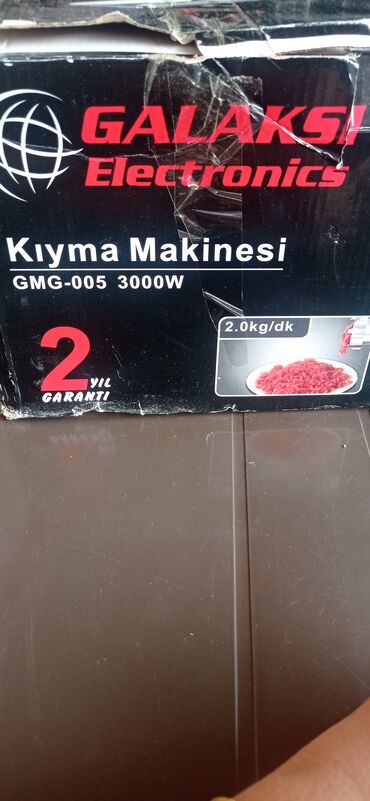 GALAKSI
Electronics
Kıyma Makinesi
GMG-005 3000W
2 YIL
GARANTI
2.0kg/dk